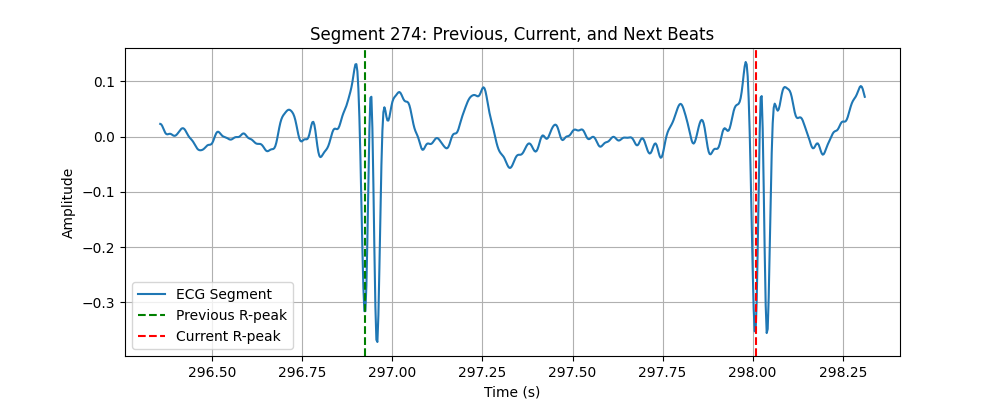 Segment 274: Previous, Current, and Next Beats
Amplitude
0.1
0.0
−0.1
−0.2
−0.3
ECG Segment
Previous R-peak
Current R-peak
296.50 296.75 297.00 297.25 297.50 297.75 298.00 298.25
Time (s)